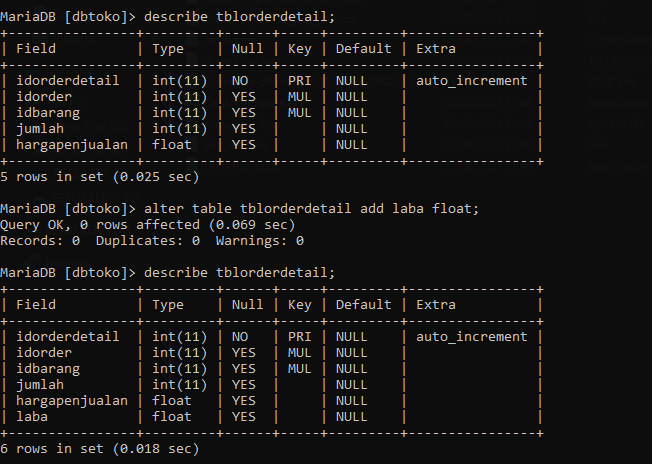 MariaDB [dbtoko]> describe tblorderdetail;
+----------------+---------+------+-----+---------+----------------+
| Field          | Type    | Null | Key | Default | Extra          |
+----------------+---------+------+-----+---------+----------------+
| idorderdetail  | int(11) | NO   | PRI | NULL    | auto_increment |
| idorder        | int(11) | YES  | MUL | NULL    |                |
| idbarang       | int(11) | YES  | MUL | NULL    |                |
| jumlah         | int(11) | YES  |     | NULL    |                |
| hargapenjualan | float   | YES  |     | NULL    |                |
+----------------+---------+------+-----+---------+----------------+
5 rows in set (0.025 sec)
MariaDB [dbtoko]> alter table tblorderdetail add laba float;
Query OK, 0 rows affected (0.069 sec)
Records: 0  Duplicates: 0  Warnings: 0
MariaDB [dbtoko]> describe tblorderdetail;
+----------------+---------+------+-----+---------+----------------+
| Field          | Type    | Null | Key | Default | Extra          |
+----------------+---------+------+-----+---------+----------------+
| idorderdetail  | int(11) | NO   | PRI | NULL    | auto_increment |
| idorder        | int(11) | YES  | MUL | NULL    |                |
| idbarang       | int(11) | YES  | MUL | NULL    |                |
| jumlah         | int(11) | YES  |     | NULL    |                |
| hargapenjualan | float   | YES  |     | NULL    |                |
| laba           | float   | YES  |     | NULL    |                |
+----------------+---------+------+-----+---------+----------------+
6 rows in set (0.018 sec)